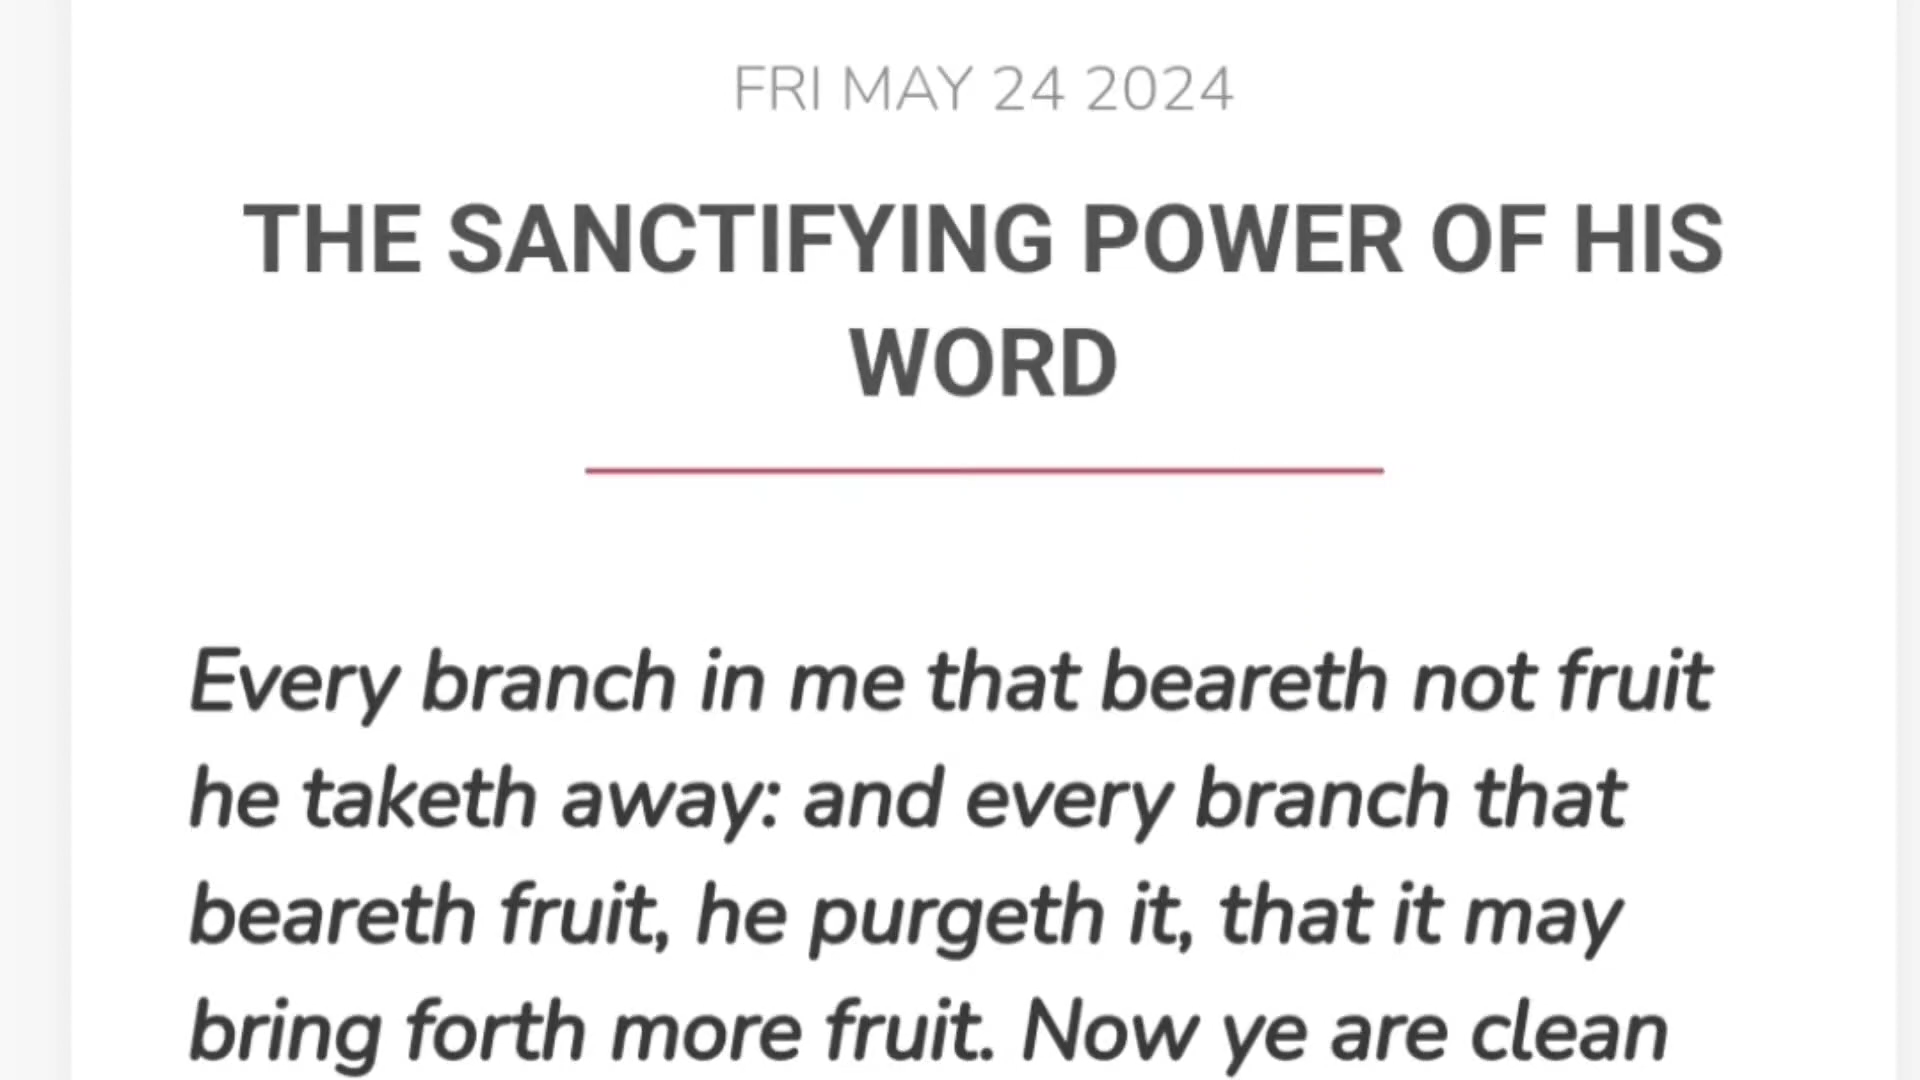 FRI MAY 24 2024
THE SANCTIFYING POWER OF HIS
WORD
Every branch in me that beareth not fruit
he taketh away: and every branch that
beareth fruit, he purgeth it, that it may
bring forth more fruit. Now ye are clean